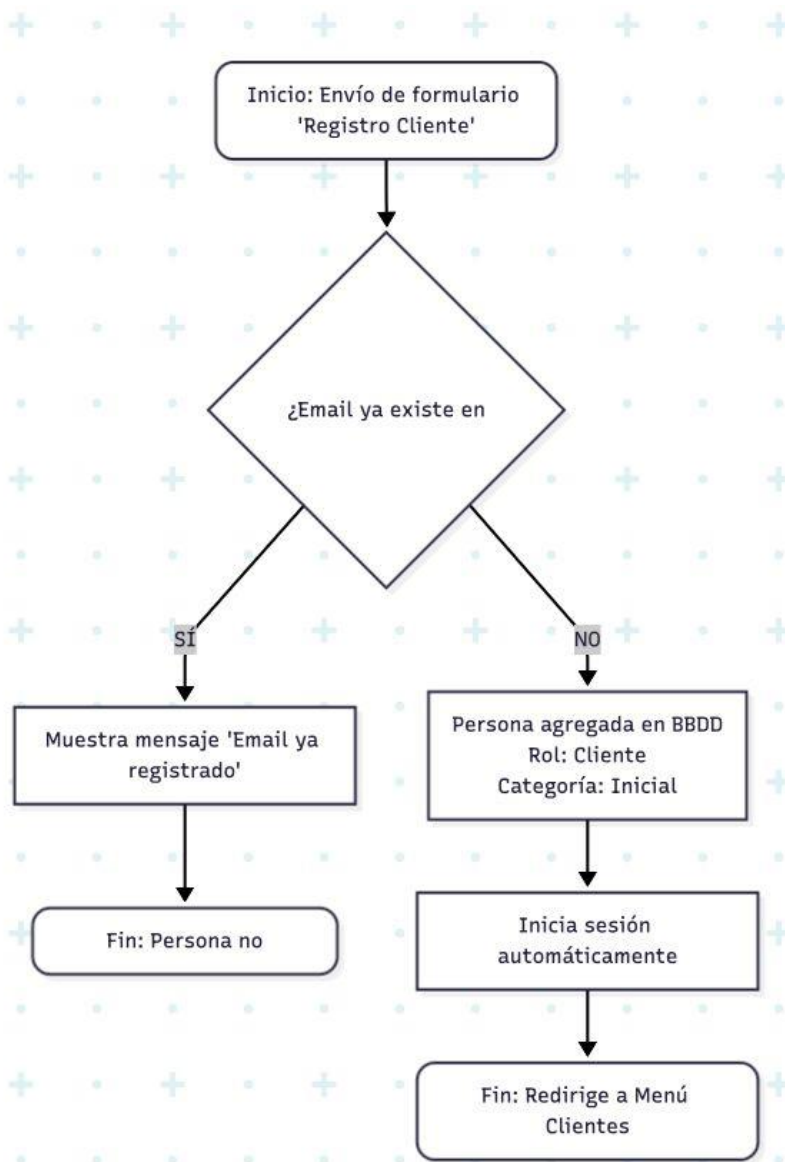 Inicio: Envío de formulario
'Registro Cliente'
¿Email ya existe en
SÍ
NO
Muestra mensaje 'Email ya
registrado'
Persona agregada en BBDD
Rol: Cliente
Categoría: Inicial
Fin: Persona no
Inicia sesión
automáticamente
Fin: Redirige a Menú
Clientes